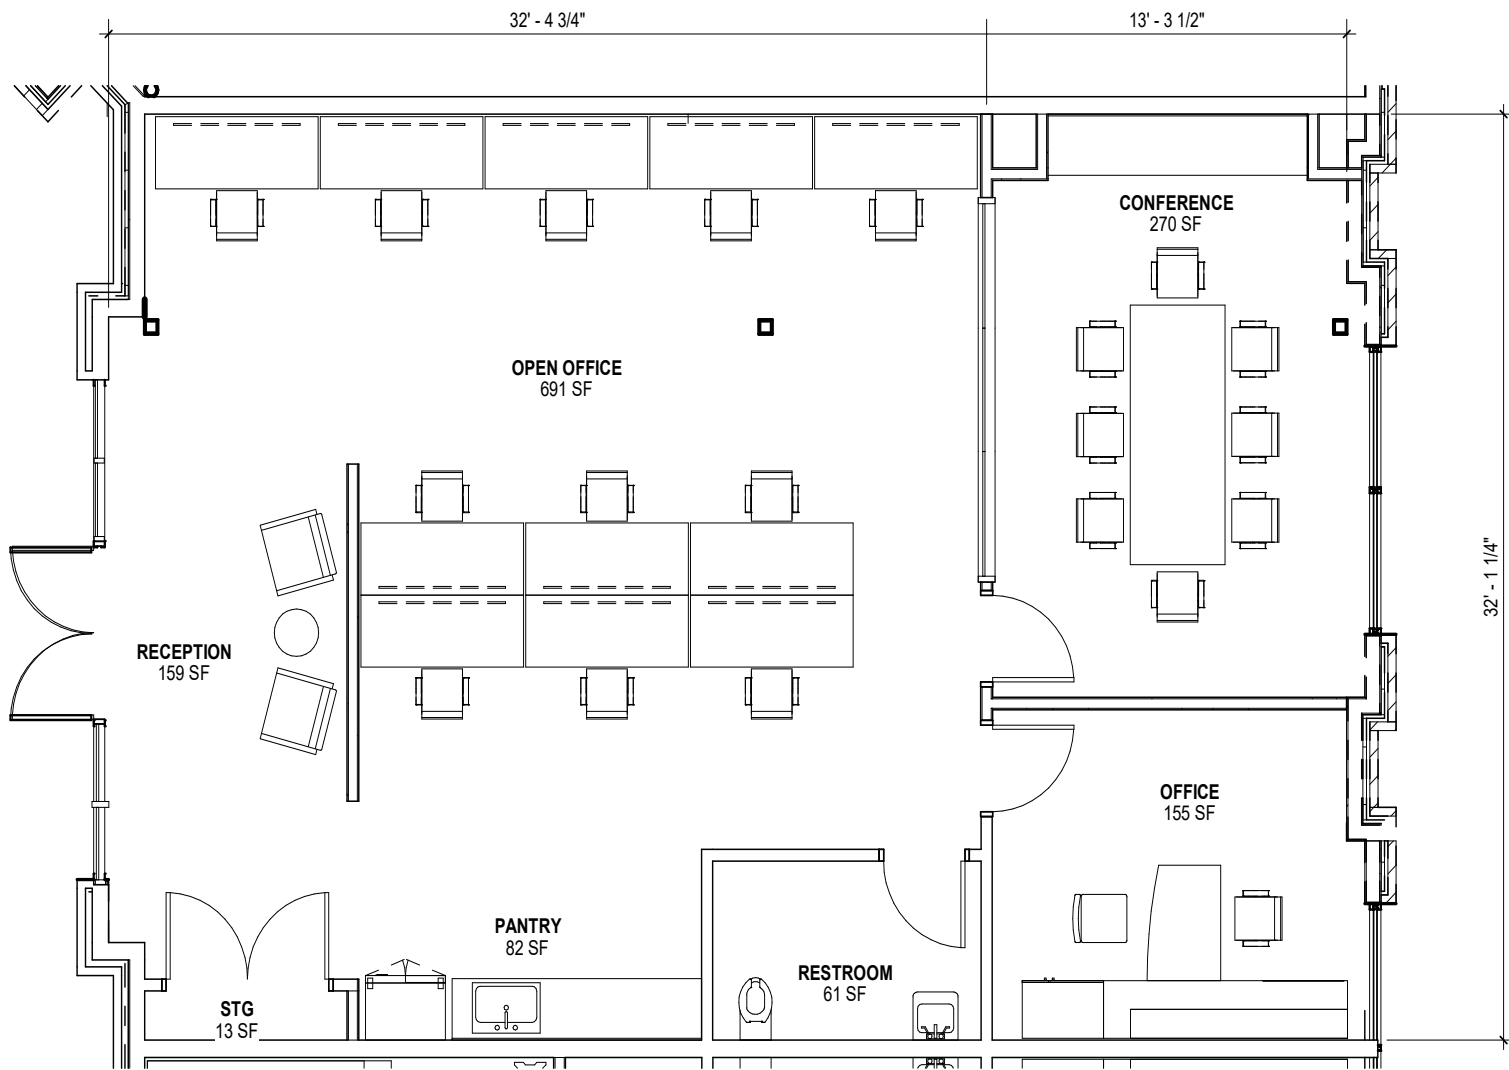 32' - 4 3/4"
13' - 3 1/2"
CONFERENCE
270 SF
OPEN OFFICE
691 SF
32' - 1 1/4"
RECEPTION
159 SF
OFFICE
155 SF
PANTRY
82 SF
RESTROOM
61 SF
STG
13 SF